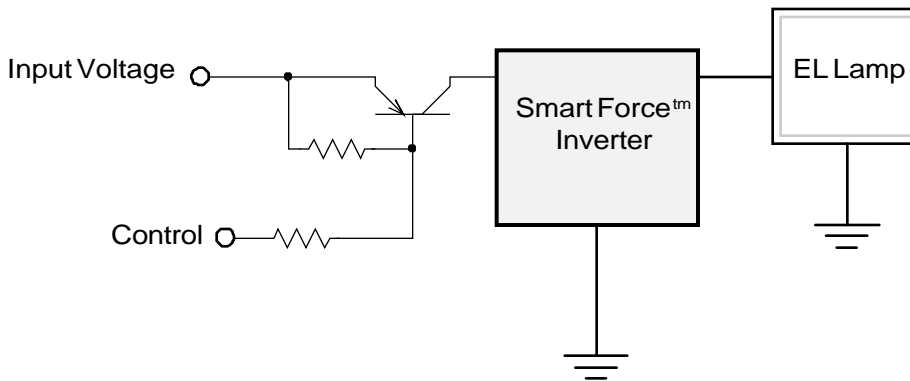 Input Voltage
EL Lamp
Smart Force™
Inverter
Control